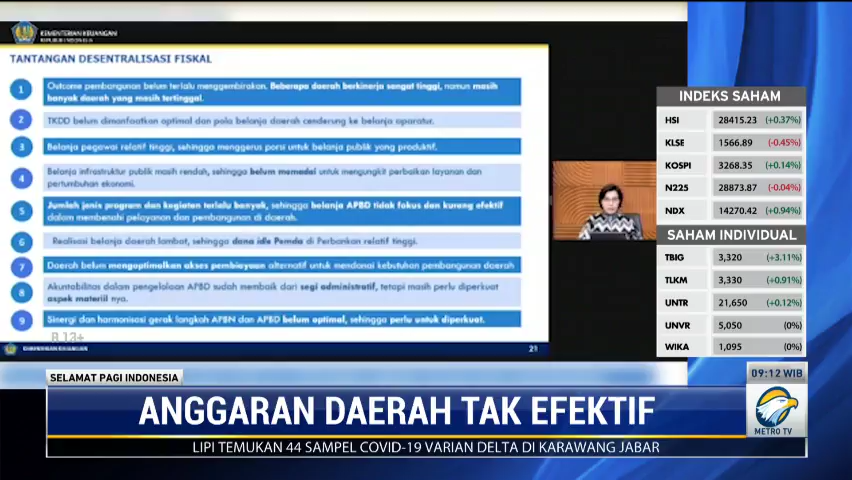 KEMENTERIAN KEUANGAN
REPUBLIK INDONESIA
TANTANGAN DESENTRALISASI FISKAL
1 Outcome pembangunan belum terlalu menggembirakan. Beberapa daerah berkinerja sangat tinggi, namun masih
banyak daerah yang masih tertinggal.
2 TKDD belum dimanfaatkan optimal dan pola belanja daerah cenderung ke belanja aparatur.
3 Belanja pegawai relatif tinggi, sehingga menggerus porsi untuk belanja publik yang produktif.
4 Belanja infrastruktur publik masih rendah, sehingga belum memadai untuk mengungkit perbaikan layanan dan
pertumbuhan ekonomi.
5 Jumlah jenis program dan kegiatan terlalu banyak, sehingga belanja APBD tidak fokus dan kurang efektif
dalam membenahi pelayanan dan pembangunan di daerah.
6 Realisasi belanja daerah lambat, sehingga dana idle Pemda di Perbankan relatif tinggi.
7 Daerah belum mengoptimalkan akses pembiayaan alternatif untuk mendanai kebutuhan pembangunan daerah
8 Akuntabilitas dalam pengelolaan APBD sudah membaik dari segi administratif, tetapi masih perlu diperkuat
aspek materiil nya.
9 Sinergi dan harmonisasi gerak langkah APBN dan APBD belum optimal, sehingga perlu untuk diperkuat.
B 13+
KEMENTERIAN KEUANGAN
21
INDEKS SAHAM
HSI 28415.23 (+0.37%)
KLSE 1566.89 (-0.45%)
KOSPI 3268.35 (+0.14%)
N225 28873.87 (-0.04%)
NDX 14270.42 (+0.94%)
SAHAM INDIVIDUAL
TBIG 3,320 (+3.11%)
TLKM 3,330 (+0.91%)
UNTR 21,650 (+0.12%)
UNVR 5,050 (0%)
WIKA 1,095 (0%)
SELAMAT PAGI INDONESIA
09:12 WIB
ANGGARAN DAERAH TAK EFEKTIF
METRO TV
LIPI TEMUKAN 44 SAMPEL COVID-19 VARIAN DELTA DI KARAWANG JABAR